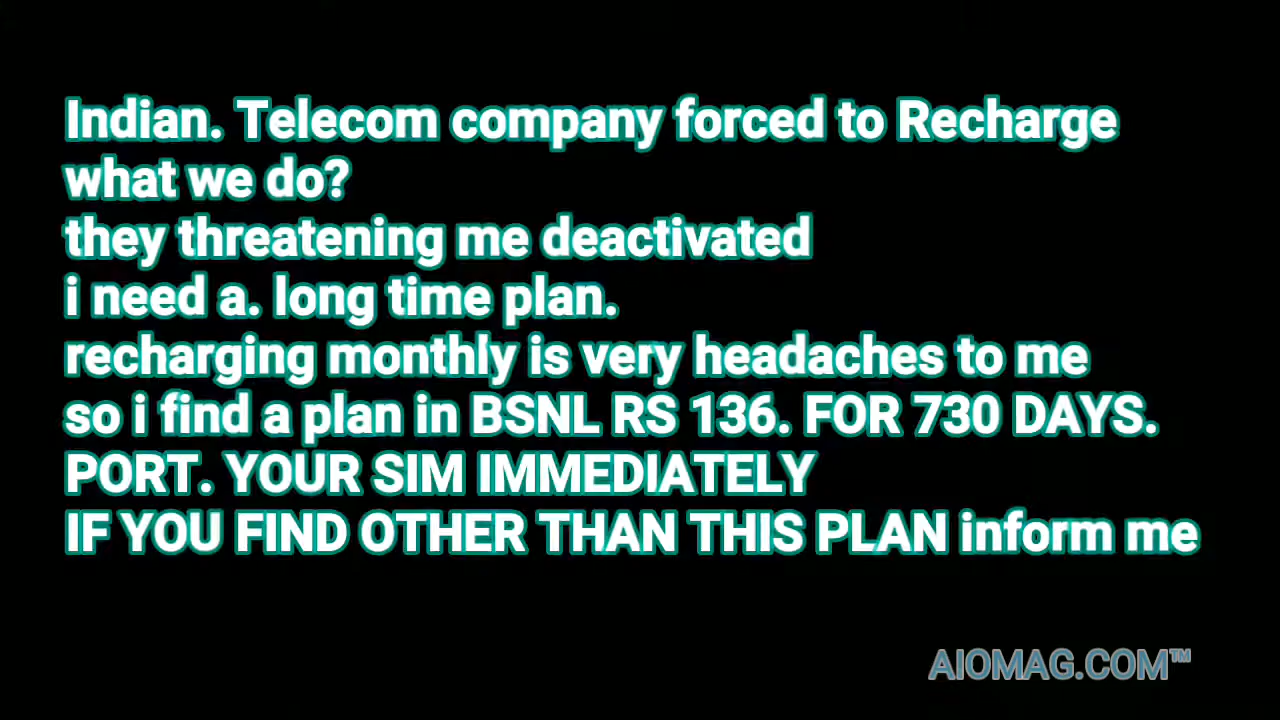 Indian. Telecom company forced to Recharge
what we do?
they threatening me deactivated
i need a. long time plan.
recharging monthly is very headaches to me
so i find a plan in BSNL RS 136. FOR 730 DAYS.
PORT. YOUR SIM IMMEDIATELY
IF YOU FIND OTHER THAN THIS PLAN inform me
AIOMAG.COM™